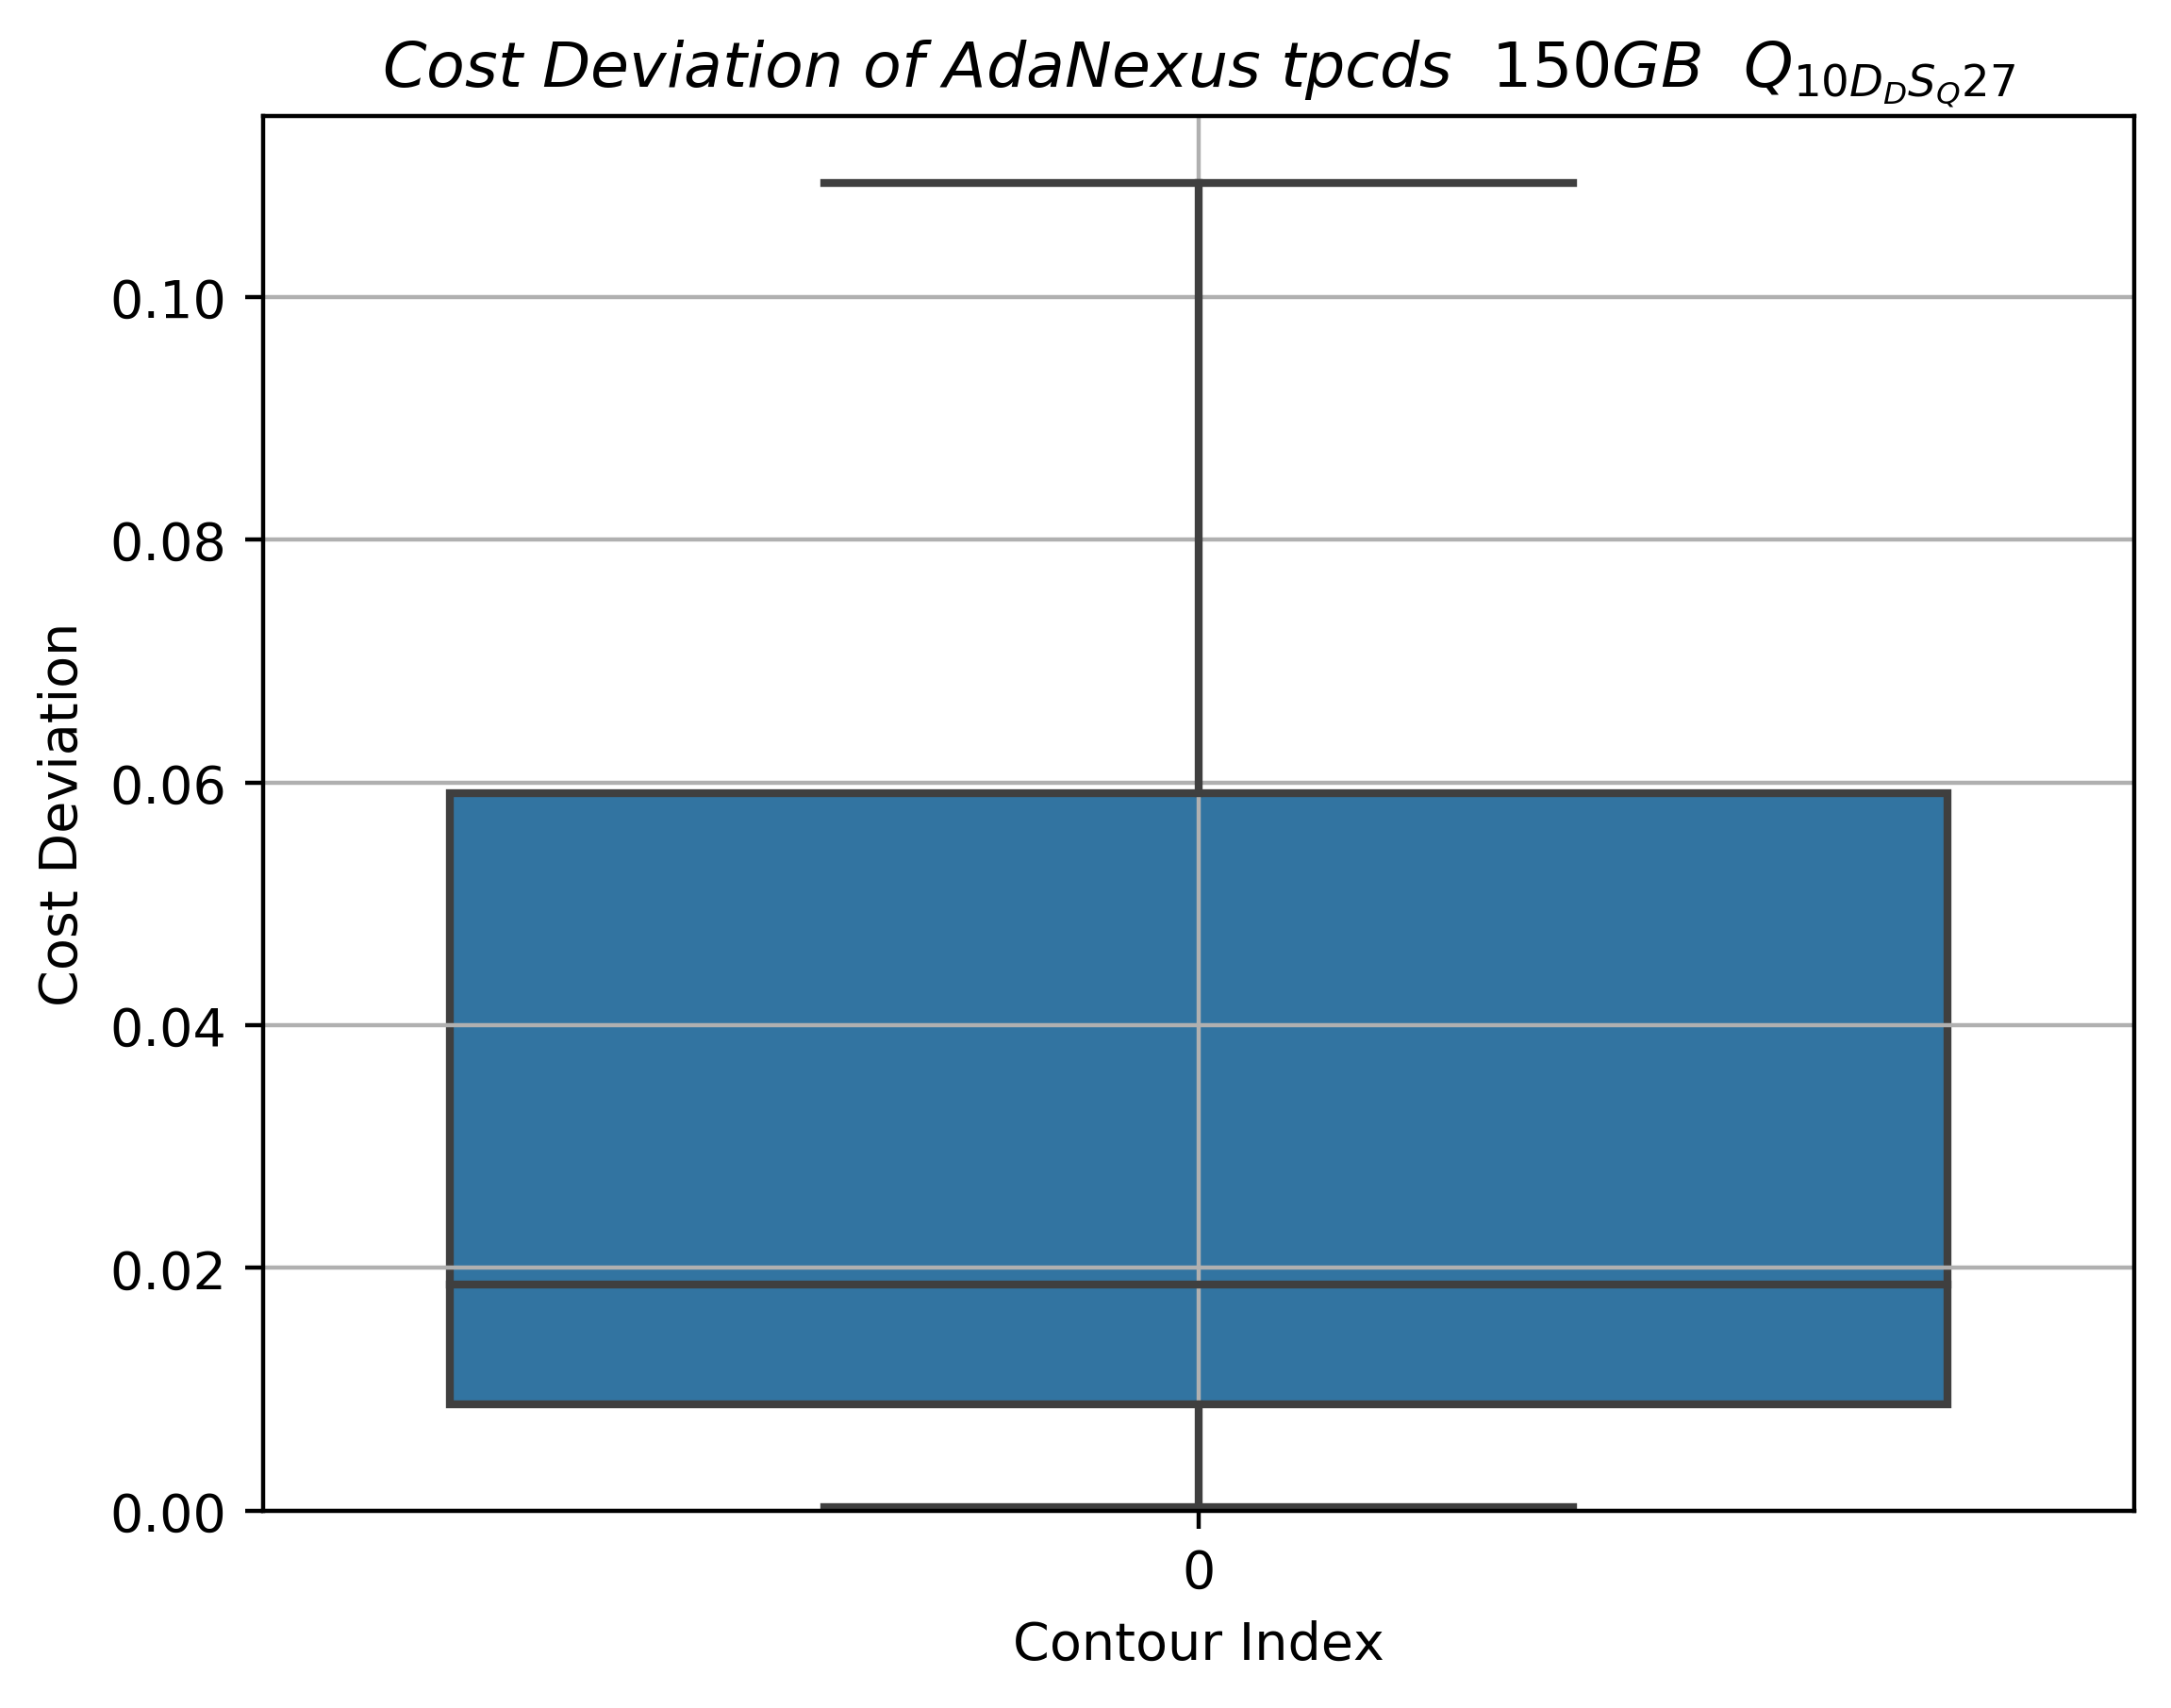 Cost Deviation of AdaNexus tpcds 150GB Q10D_DS_Q27
0.10
0.08
0.06
0.04
0.02
0.00
Cost Deviation
0
Contour Index